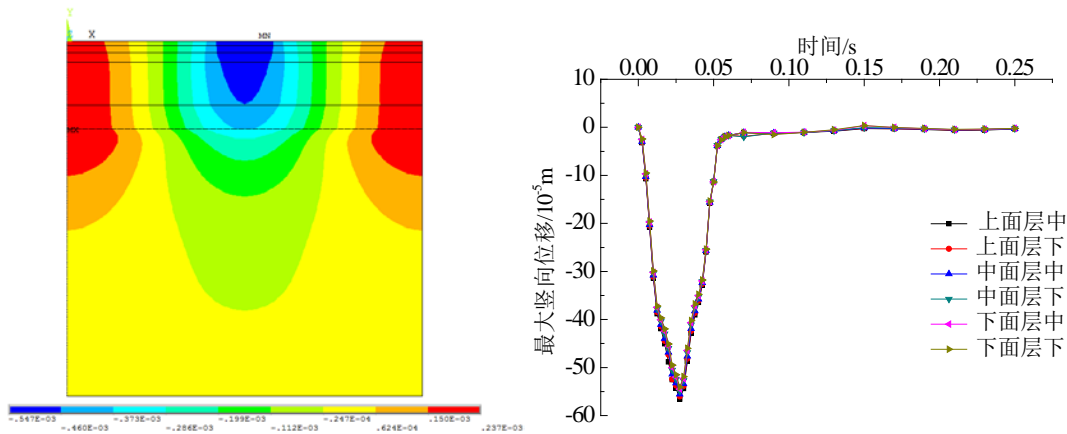 Y
Z X
MN
MX
-.547E-03
-.460E-03
-.373E-03
-.286E-03
-.199E-03
-.112E-03
-.247E-04
.624E-04
.150E-03
.237E-03
时间/s
0.00 0.05 0.10 0.15 0.20 0.25
10
0
-10
-20
-30
-40
-50
-60
最大竖向位移/10⁻⁵m
上面层中
上面层下
中面层中
中面层下
下面层中
下面层下